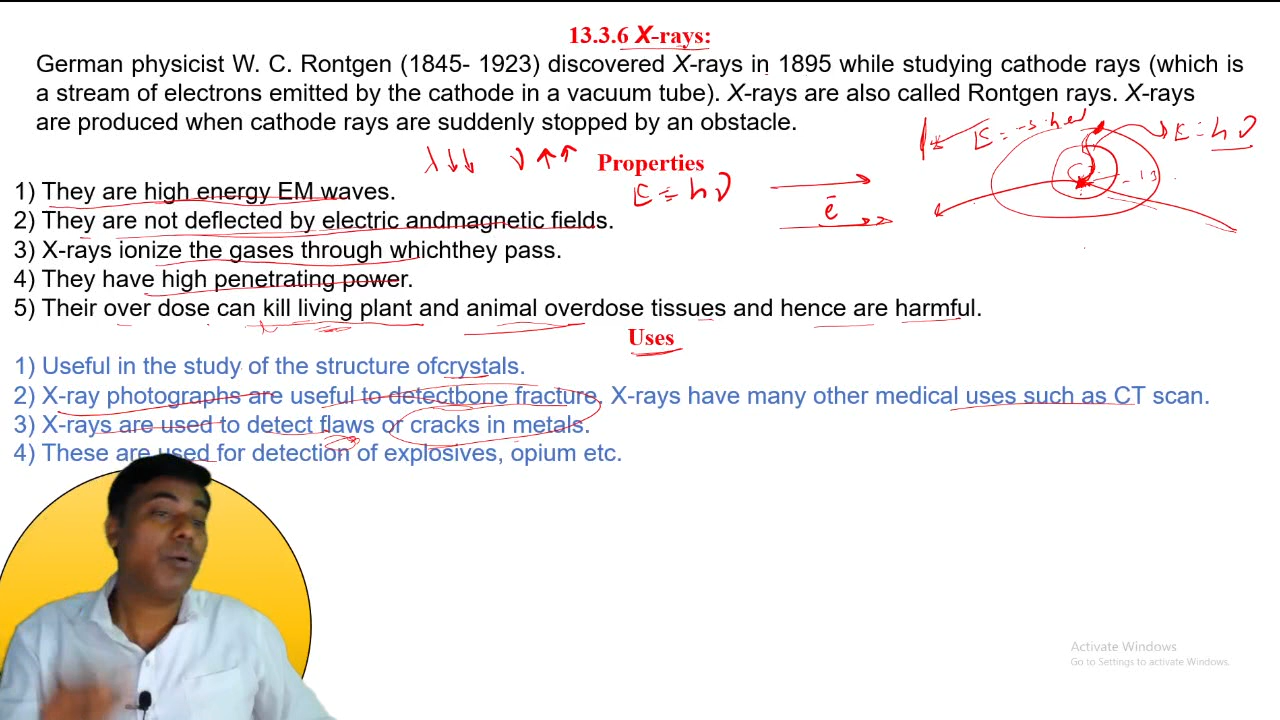 13.3.6 X-rays:
German physicist W. C. Rontgen (1845- 1923) discovered X-rays in 1895 while studying cathode rays (which is
a stream of electrons emitted by the cathode in a vacuum tube). X-rays are also called Rontgen rays. X-rays
are produced when cathode rays are suddenly stopped by an obstacle.
E = hν
λ↓↓ ν↑↑ Properties
1) They are high energy EM waves.
E = hν
2) They are not deflected by electric andmagnetic fields.
ē
3) X-rays ionize the gases through whichthey pass.
4) They have high penetrating power.
5) Their over dose can kill living plant and animal overdose tissues and hence are harmful.
Uses
1) Useful in the study of the structure ofcrystals.
2) X-ray photographs are useful to detectbone fracture. X-rays have many other medical uses such as CT scan.
3) X-rays are used to detect flaws or cracks in metals.
4) These are used for detection of explosives, opium etc.
Activate Windows
Go to Settings to activate Windows.